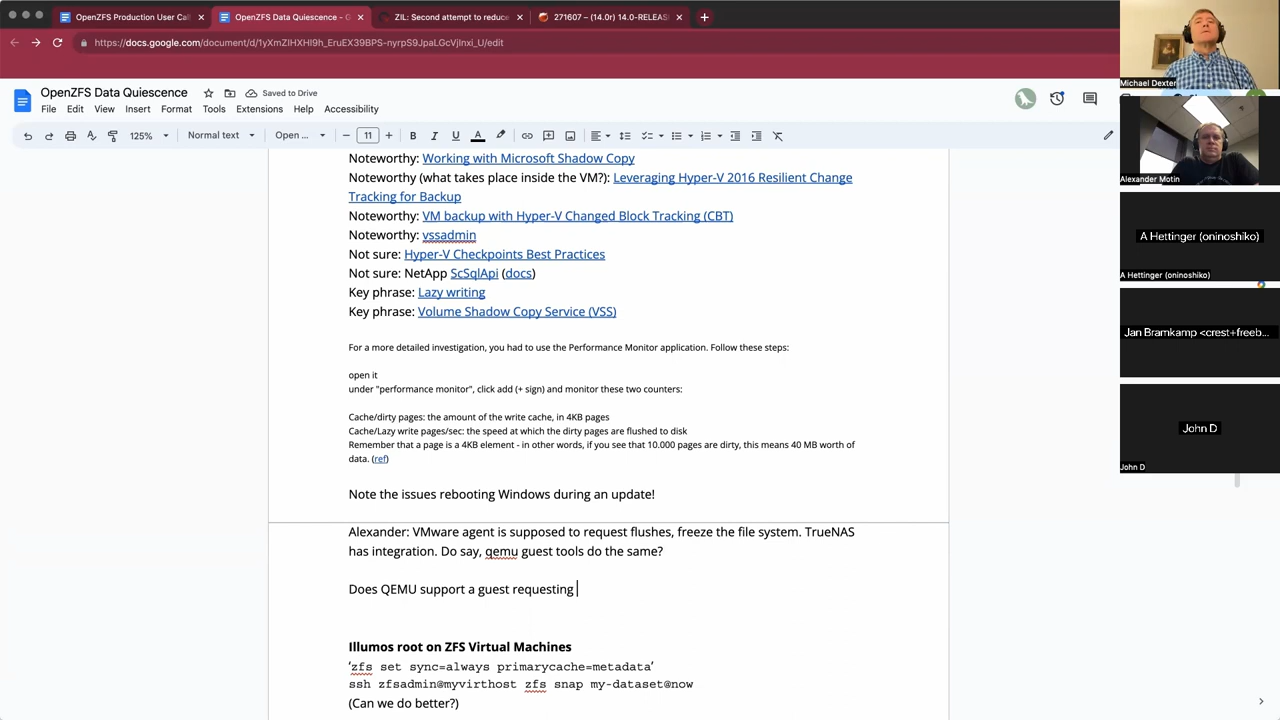 OpenZFS Production User Cal
OpenZFS Data Quiescence - G
ZIL: Second attempt to reduce
271607 – (14.0r) 14.0-RELEAS
https://docs.google.com/document/d/1yXmZIHXHI9h_EruEX39BPS-nyrpS9JpaLGcVjlnxi_U/edit
OpenZFS Data Quiescence
Saved to Drive
File Edit View Insert Format Tools Extensions Help Accessibility
125% Normal text Open ... 11
Noteworthy: Working with Microsoft Shadow Copy
Noteworthy (what takes place inside the VM?): Leveraging Hyper-V 2016 Resilient Change
Tracking for Backup
Noteworthy: VM backup with Hyper-V Changed Block Tracking (CBT)
Noteworthy: vssadmin
Not sure: Hyper-V Checkpoints Best Practices
Not sure: NetApp ScSqlApi (docs)
Key phrase: Lazy writing
Key phrase: Volume Shadow Copy Service (VSS)
For a more detailed investigation, you had to use the Performance Monitor application. Follow these steps:
open it
under "performance monitor", click add (+ sign) and monitor these two counters:
Cache/dirty pages: the amount of the write cache, in 4KB pages
Cache/Lazy write pages/sec: the speed at which the dirty pages are flushed to disk
Remember that a page is a 4KB element - in other words, if you see that 10.000 pages are dirty, this means 40 MB worth of
data. (ref)
Note the issues rebooting Windows during an update!
Alexander: VMware agent is supposed to request flushes, freeze the file system. TrueNAS
has integration. Do say, qemu guest tools do the same?
Does QEMU support a guest requesting
Illumos root on ZFS Virtual Machines
‘zfs set sync=always primarycache=metadata’
ssh zfsadmin@myvirthost zfs snap my-dataset@now
(Can we do better?)
Michael Dexter
Alexander Motin
A Hettinger (oninoshiko)
A Hettinger (oninoshiko)
Jan Bramkamp <crest+freeb...
John D
John D